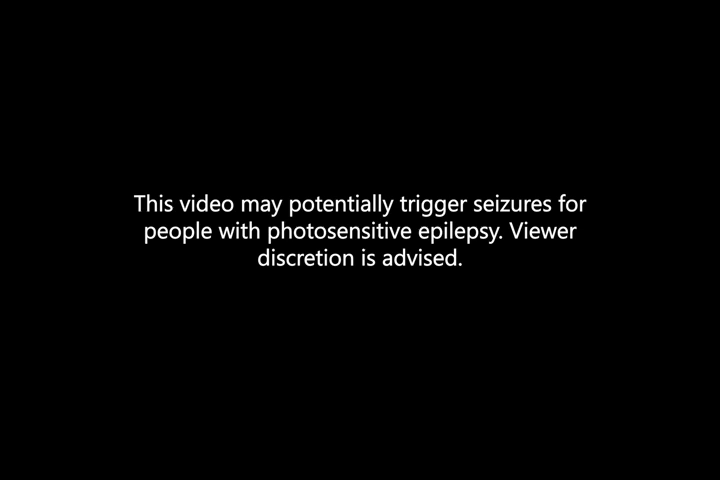 This video may potentially trigger seizures for
people with photosensitive epilepsy. Viewer
discretion is advised.